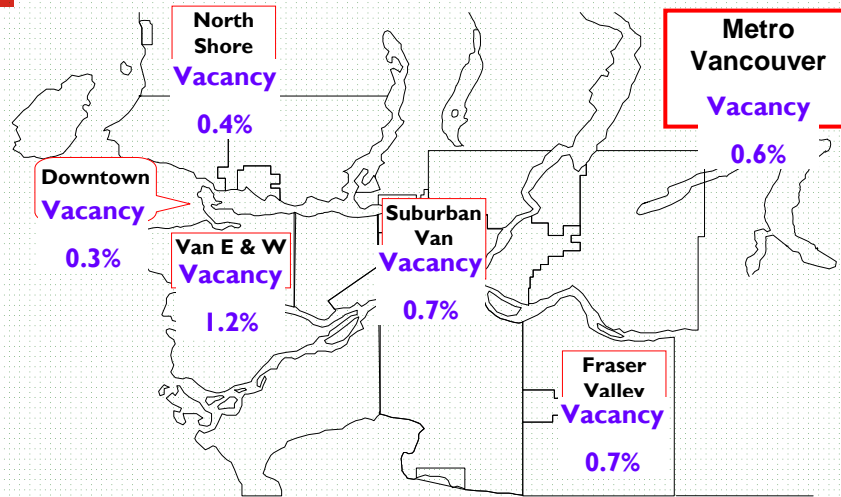 North
Shore
Vacancy
0.4%
Metro
Vancouver
Vacancy
0.6%
Downtown
Vacancy
0.3%
Van E & W
Vacancy
1.2%
Suburban
Van
Vacancy
0.7%
Fraser
Valley
Vacancy
0.7%